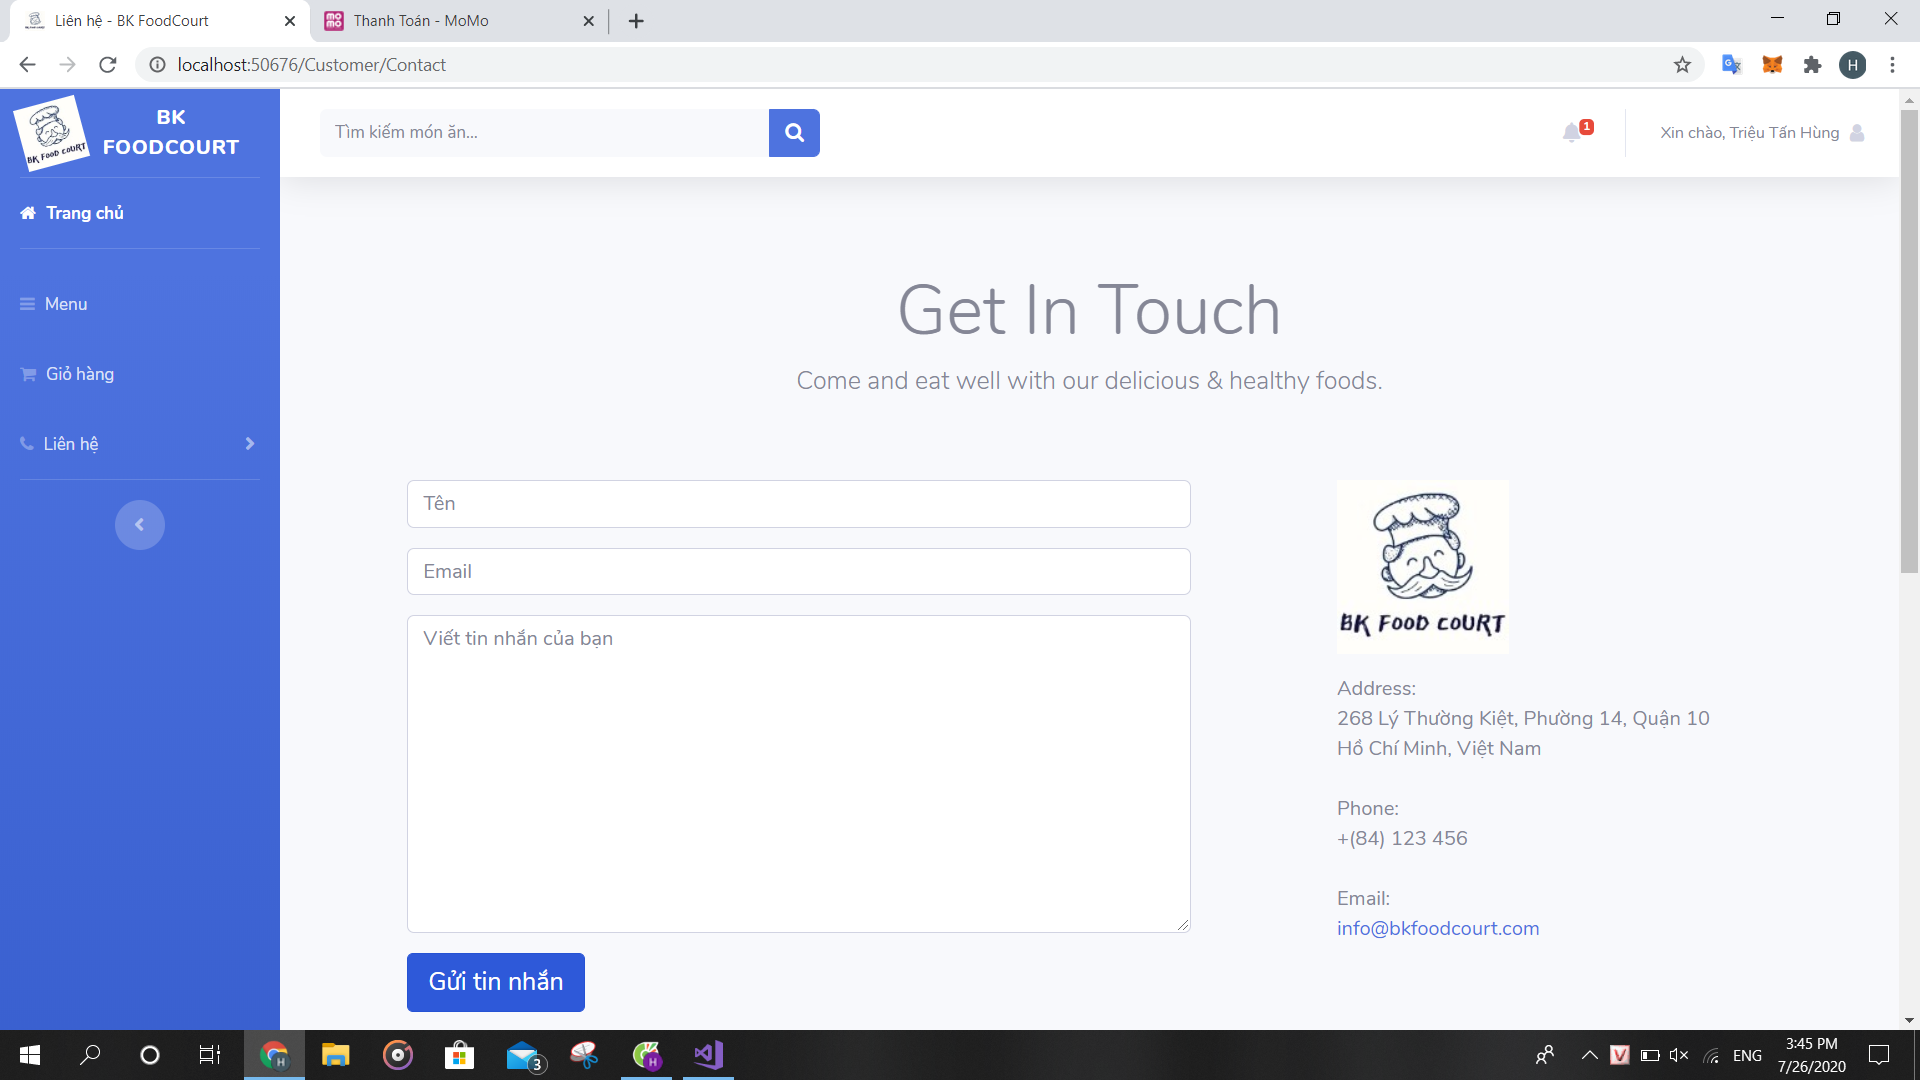 Liên hệ - BK FoodCourt
Thanh Toán - MoMo
localhost:50676/Customer/Contact
H
BK FOOD COURT
BK
FOODCOURT
Tìm kiếm món ăn...
1
Xin chào, Triệu Tấn Hùng
Trang chủ
Menu
Giỏ hàng
Liên hệ
Get In Touch
Come and eat well with our delicious & healthy foods.
Tên
Email
Viết tin nhắn của bạn
Gửi tin nhắn
BK FOOD COURT
Address:
268 Lý Thường Kiệt, Phường 14, Quận 10
Hồ Chí Minh, Việt Nam
Phone:
+(84) 123 456
Email:
info@bkfoodcourt.com
H
3
H
V
ENG
3:45 PM
7/26/2020